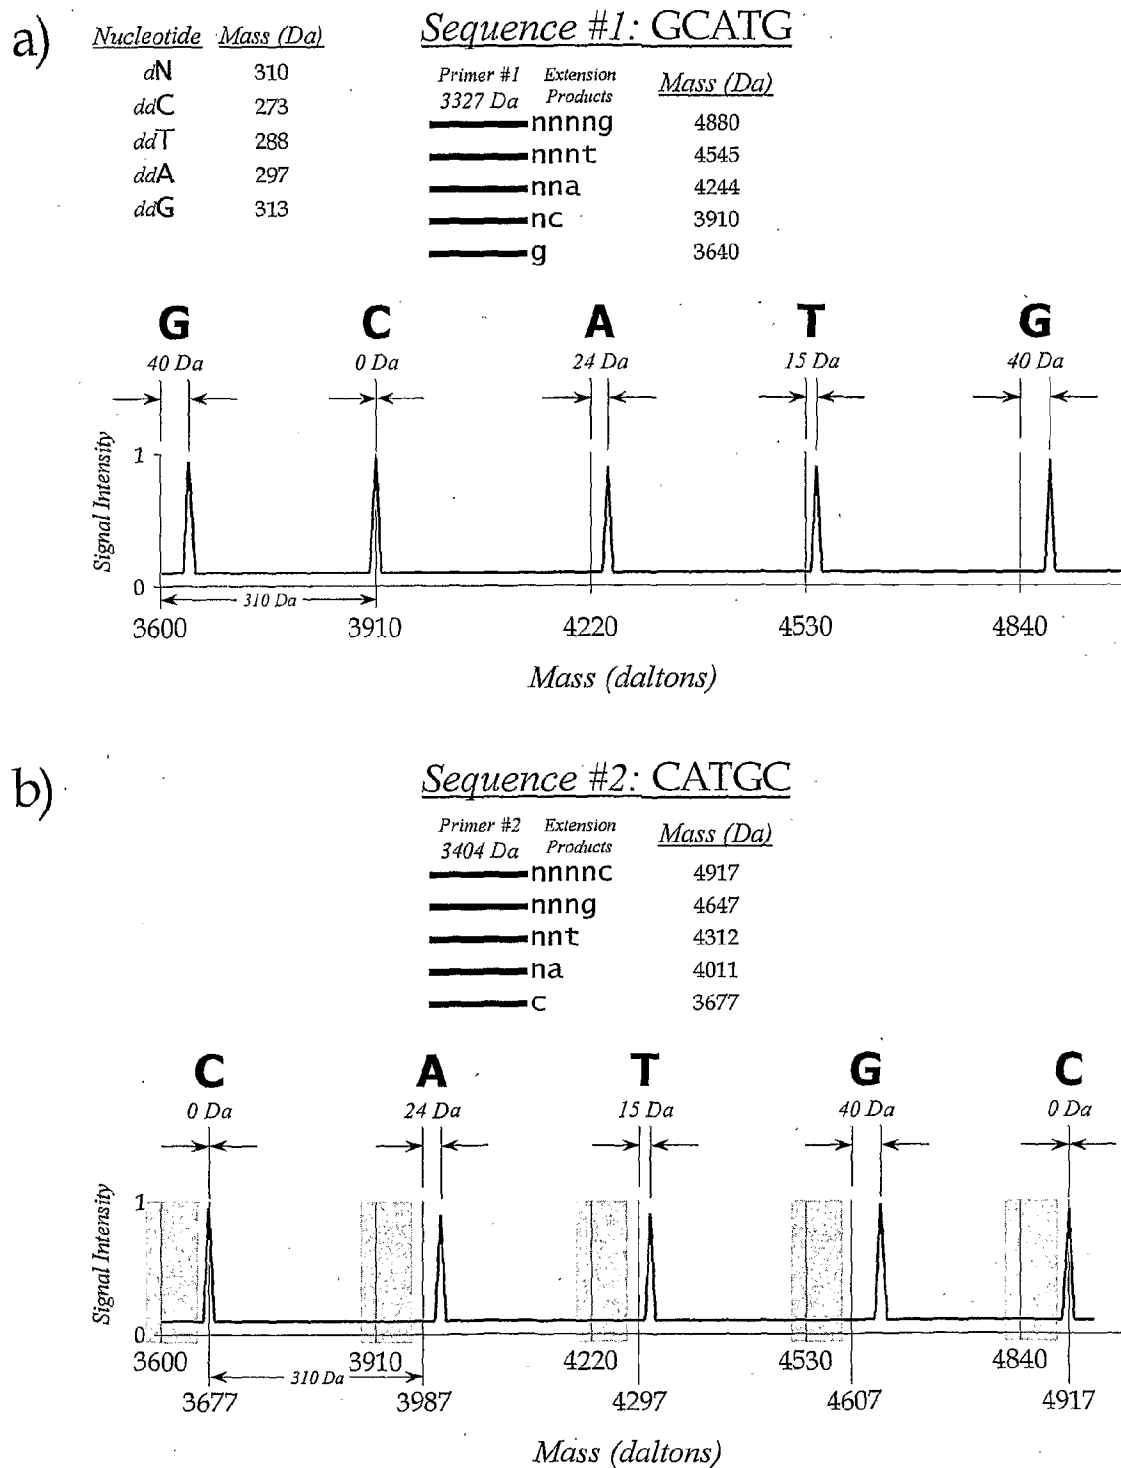 a)
Nucleotide Mass (Da)
dN 310
ddC 273
ddT 288
ddA 297
ddG 313
Sequence #1: GCATG
Primer #1 Extension Mass (Da)
3327 Da Products
nnnng 4880
nnnt 4545
nna 4244
nc 3910
g 3640
G C A T G
40 Da 0 Da 24 Da 15 Da 40 Da
Signal Intensity
1
0
310 Da
3600 3910 4220 4530 4840
Mass (daltons)
b)
Sequence #2: CATGC
Primer #2 Extension Mass (Da)
3404 Da Products
nnnnc 4917
nnng 4647
nnt 4312
na 4011
c 3677
C A T G C
0 Da 24 Da 15 Da 40 Da 0 Da
Signal Intensity
1
0
3600 3910 4220 4530 4840
310 Da
3677 3987 4297 4607 4917
Mass (daltons)